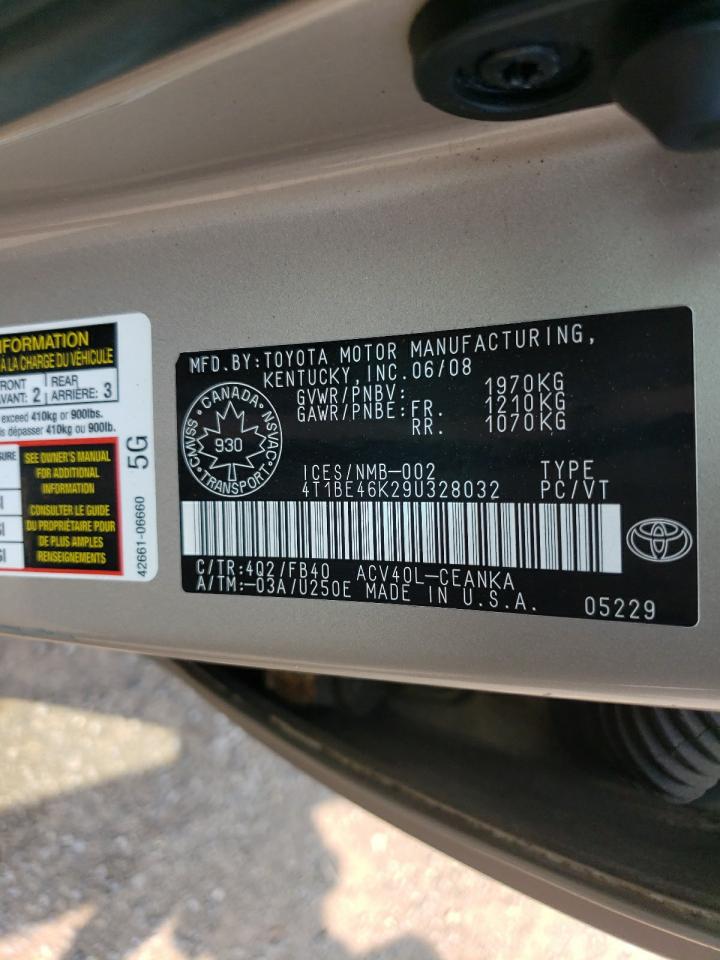 INFORMATION
À LA CHARGE DU VÉHICULE
FRONT
AVANT: 2
REAR
ARRIÈRE: 3
exceed 410kg or 900lbs.
dépasser 410kg ou 900lb.
SEE OWNER'S MANUAL
FOR ADDITIONAL
INFORMATION
CONSULTER LE GUIDE
DU PROPRIÉTAIRE POUR
DE PLUS AMPLES
RENSEIGNEMENTS
5G
42661-06660
MFD.BY:TOYOTA MOTOR MANUFACTURING,
KENTUCKY,INC.06/08
GVWR/PNBV: 1970KG
GAWR/PNBE:FR. 1210KG
RR. 1070KG
CANADA
CMVSS NSVAC
930
TRANSPORT
ICES/NMB-002 TYPE
4T1BE46K29U328032 PC/VT
C/TR:4Q2/FB40 ACV40L-CEANKA
A/TM:-03A/U250E MADE IN U.S.A. 05229